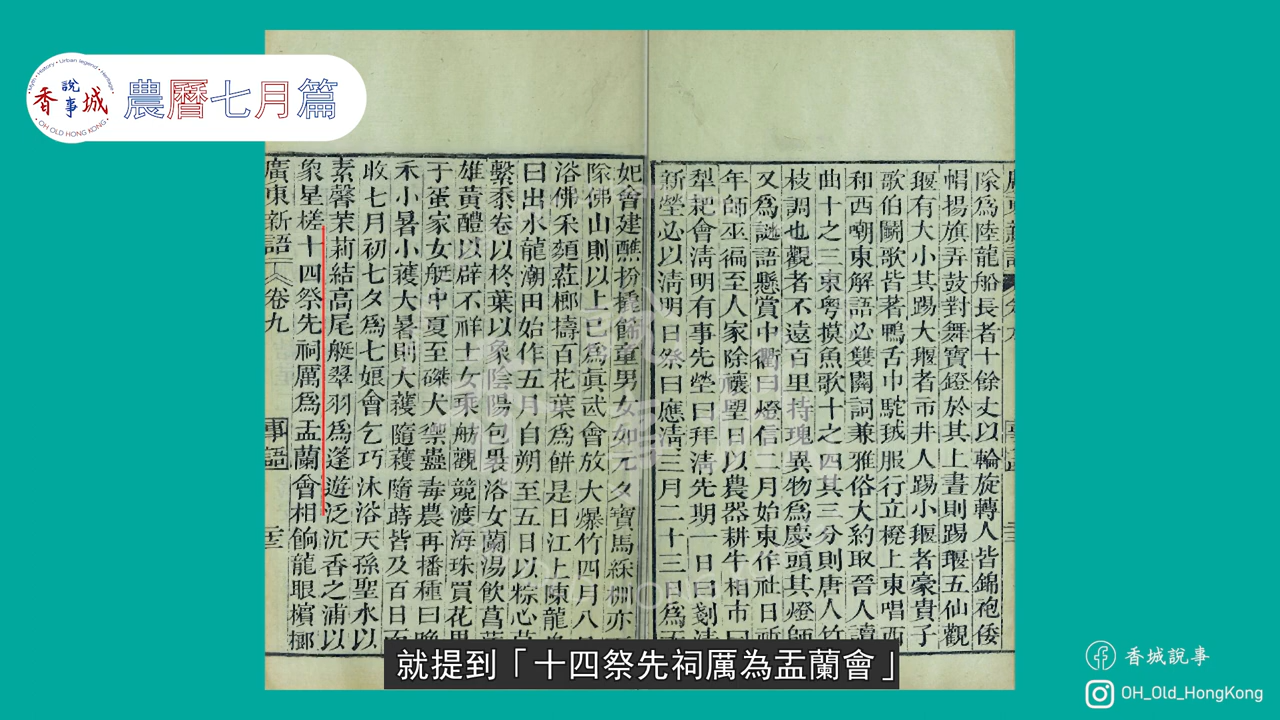 香城說事
Myth • History • Urban legend • Heritage
OH OLD HONG KONG
農曆七月篇
除為陸龍船長者十餘丈以輪旋轉人皆錦袍倭
帽揚旗弄鼓對舞寶鐙於其上晝則踢堰五仙觀
堰有大小其踢大堰者市井人踢小堰者豪貴子
歌伯鬭歌皆著鴨舌巾駝羢服行立櫈上東唱西
和西嘲東解語必雙關詞兼雅俗大約取晉人讀
曲十之三東粵摸魚歌十之四其三分則唐人竹
枝調也觀者不遠百里持瑰異物為慶頭其燈師
又為謎語懸賞中衢曰燈信二月始東作社日祈
年師巫徧至人家除禳望日以農器耕牛相市曰
犁耙會清明有事先塋曰拜清先期一日曰剗清
新塋必以清明日祭曰應清三月二十三日為
妃會建醮扮撬飾童男女如元夕寶馬綵棚亦
除佛山則以上巳為真武會放大爆竹四月八
浴佛采蘱葒榔擣百花葉為餅是日江上陳龍
曰出水龍潮田始作五月自朔至五日以粽心
繫黍卷以柊葉以象陰陽包裹浴女蘭湯飲菖
雄黃醴以辟不祥士女乘舫觀競渡海珠買花果
于蛋家女艇中夏至磔犬禦蠱毒農再播種曰晚
禾小暑小穫大暑則大穫隨穫隨蒔皆及百日而
收七月初七夕為七娘會乞巧沐浴天孫聖水以
素馨茉莉結高尾艇翠羽為篷遊泛沉香之浦以
象星槎十四祭先祠厲為盂蘭會相餉龍眼檳榔
廣東新語 卷九 事語
就提到「十四祭先祠厲為盂蘭會」
香城說事
OH_Old_HongKong